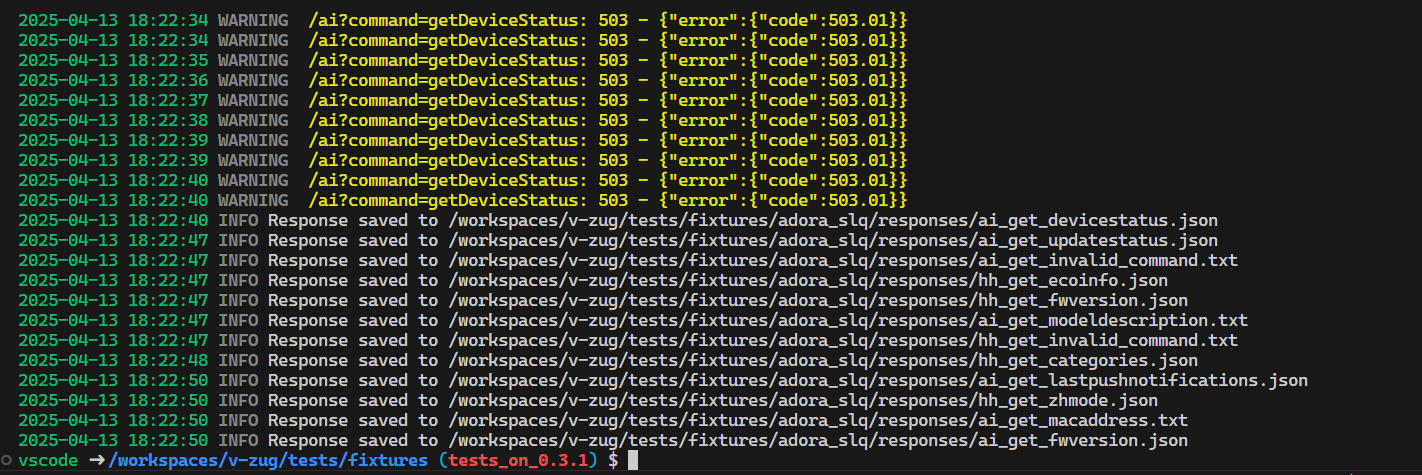 2025-04-13 18:22:34 WARNING  /ai?command=getDeviceStatus: 503 - {"error":{"code":503.01}}
2025-04-13 18:22:34 WARNING  /ai?command=getDeviceStatus: 503 - {"error":{"code":503.01}}
2025-04-13 18:22:35 WARNING  /ai?command=getDeviceStatus: 503 - {"error":{"code":503.01}}
2025-04-13 18:22:36 WARNING  /ai?command=getDeviceStatus: 503 - {"error":{"code":503.01}}
2025-04-13 18:22:37 WARNING  /ai?command=getDeviceStatus: 503 - {"error":{"code":503.01}}
2025-04-13 18:22:38 WARNING  /ai?command=getDeviceStatus: 503 - {"error":{"code":503.01}}
2025-04-13 18:22:39 WARNING  /ai?command=getDeviceStatus: 503 - {"error":{"code":503.01}}
2025-04-13 18:22:39 WARNING  /ai?command=getDeviceStatus: 503 - {"error":{"code":503.01}}
2025-04-13 18:22:40 WARNING  /ai?command=getDeviceStatus: 503 - {"error":{"code":503.01}}
2025-04-13 18:22:40 WARNING  /ai?command=getDeviceStatus: 503 - {"error":{"code":503.01}}
2025-04-13 18:22:40 INFO Response saved to /workspaces/v-zug/tests/fixtures/adora_slq/responses/ai_get_devicestatus.json
2025-04-13 18:22:47 INFO Response saved to /workspaces/v-zug/tests/fixtures/adora_slq/responses/ai_get_updatestatus.json
2025-04-13 18:22:47 INFO Response saved to /workspaces/v-zug/tests/fixtures/adora_slq/responses/ai_get_invalid_command.txt
2025-04-13 18:22:47 INFO Response saved to /workspaces/v-zug/tests/fixtures/adora_slq/responses/hh_get_ecoinfo.json
2025-04-13 18:22:47 INFO Response saved to /workspaces/v-zug/tests/fixtures/adora_slq/responses/hh_get_fwversion.json
2025-04-13 18:22:47 INFO Response saved to /workspaces/v-zug/tests/fixtures/adora_slq/responses/ai_get_modeldescription.txt
2025-04-13 18:22:47 INFO Response saved to /workspaces/v-zug/tests/fixtures/adora_slq/responses/hh_get_invalid_command.txt
2025-04-13 18:22:48 INFO Response saved to /workspaces/v-zug/tests/fixtures/adora_slq/responses/hh_get_categories.json
2025-04-13 18:22:50 INFO Response saved to /workspaces/v-zug/tests/fixtures/adora_slq/responses/ai_get_lastpushnotifications.json
2025-04-13 18:22:50 INFO Response saved to /workspaces/v-zug/tests/fixtures/adora_slq/responses/hh_get_zhmode.json
2025-04-13 18:22:50 INFO Response saved to /workspaces/v-zug/tests/fixtures/adora_slq/responses/ai_get_macaddress.txt
2025-04-13 18:22:50 INFO Response saved to /workspaces/v-zug/tests/fixtures/adora_slq/responses/ai_get_fwversion.json
vscode ➜ /workspaces/v-zug/tests/fixtures (tests_on_0.3.1) $